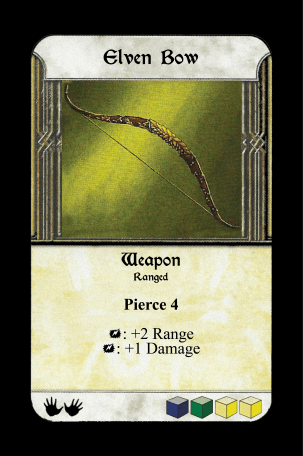 Elven Bow
Weapon
Ranged
Pierce 4
: +2 Range
: +1 Damage